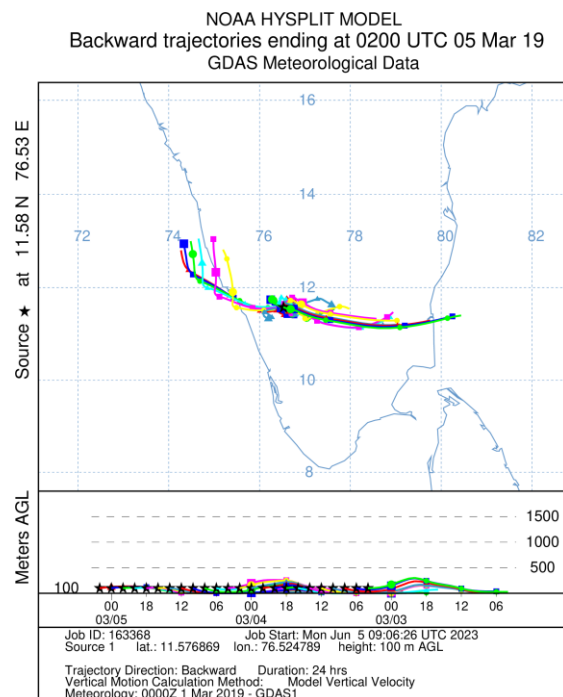 NOAA HYSPLIT MODEL
Backward trajectories ending at 0200 UTC 05 Mar 19
GDAS Meteorological Data
Source ★ at 11.58 N 76.53 E
16
14
72 74 76 78 80 82
12
10
8
Meters AGL
1500
1000
500
100
00 18 12 06 00 18 12 06 00 18 12 06
03/05 03/04 03/03
Job ID: 163368 Job Start: Mon Jun 5 09:06:26 UTC 2023
Source 1 lat.: 11.576869 lon.: 76.524789 height: 100 m AGL
Trajectory Direction: Backward Duration: 24 hrs
Vertical Motion Calculation Method: Model Vertical Velocity
Meteorology: 0000Z 1 Mar 2019 - GDAS1